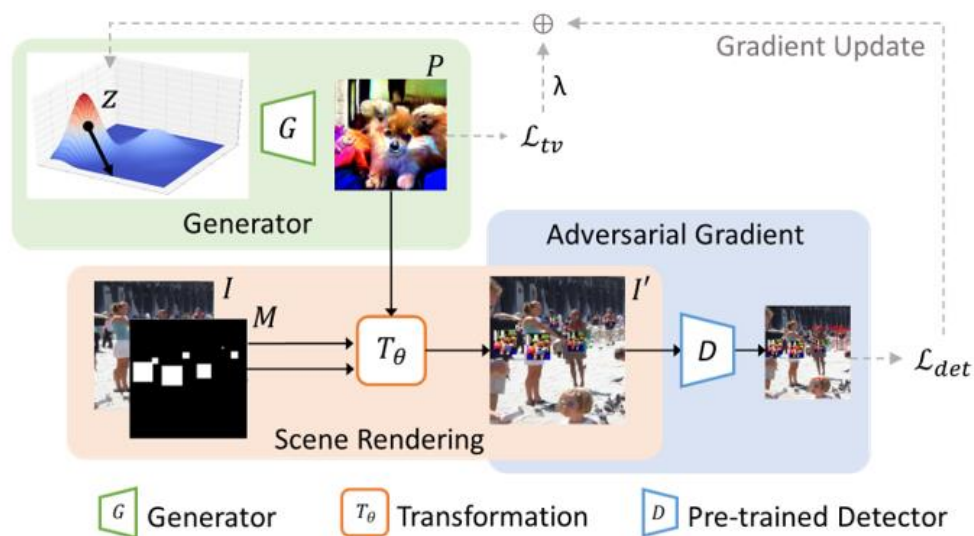 ⊕
Gradient Update
λ
Z
G
P
ℒ_tv
Generator
Adversarial Gradient
I
M
T_θ
I′
D
ℒ_det
Scene Rendering
G Generator
T_θ Transformation
D Pre-trained Detector